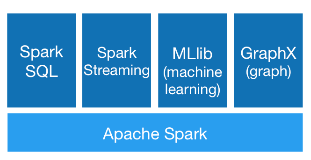 Spark
SQL
Spark
Streaming
MLlib
(machine
learning)
GraphX
(graph)
Apache Spark